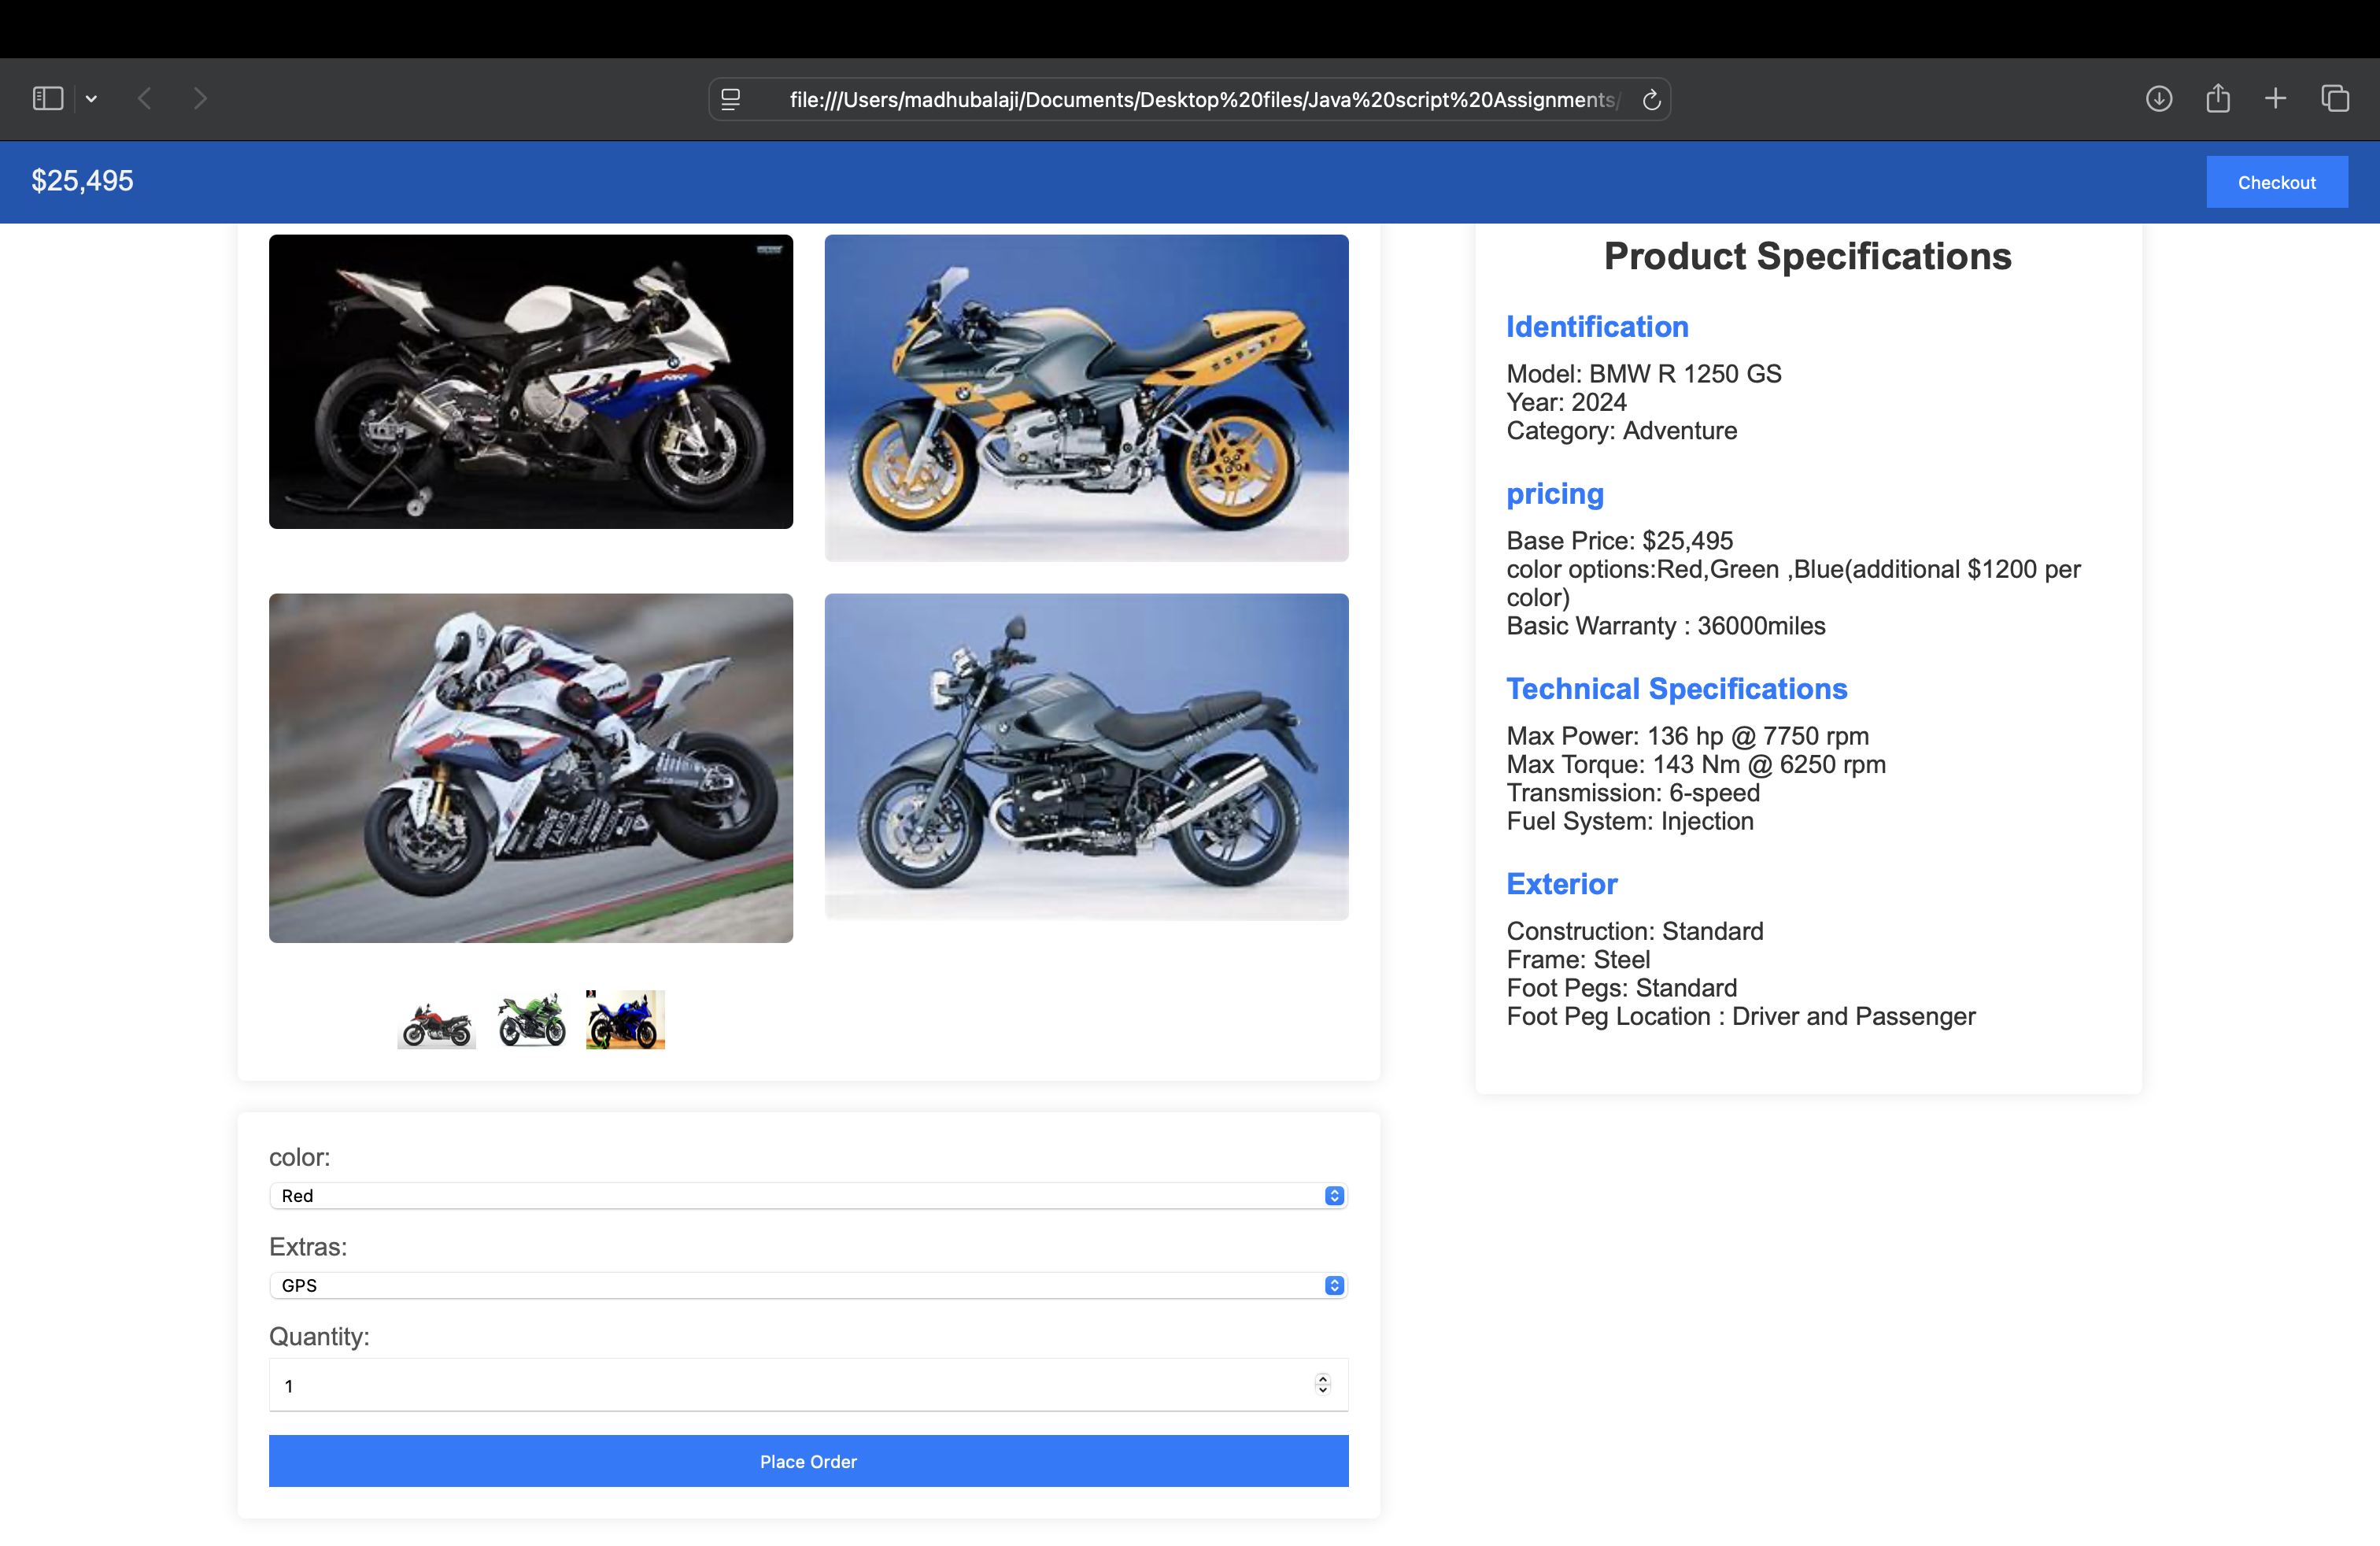 file:///Users/madhubalaji/Documents/Desktop%20files/Java%20script%20Assignments/
$25,495
Checkout
Product Specifications
Identification
Model: BMW R 1250 GS
Year: 2024
Category: Adventure
pricing
Base Price: $25,495
color options:Red,Green ,Blue(additional $1200 per
color)
Basic Warranty : 36000miles
Technical Specifications
Max Power: 136 hp @ 7750 rpm
Max Torque: 143 Nm @ 6250 rpm
Transmission: 6-speed
Fuel System: Injection
Exterior
Construction: Standard
Frame: Steel
Foot Pegs: Standard
Foot Peg Location : Driver and Passenger
color:
Red
Extras:
GPS
Quantity:
1
Place Order